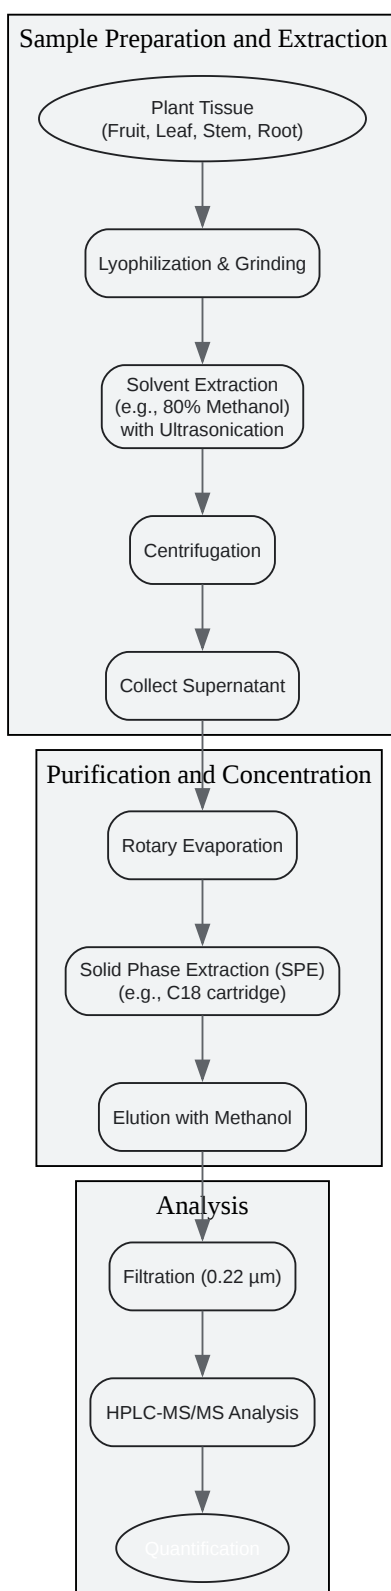 Sample Preparation and Extraction
Plant Tissue
(Fruit, Leaf, Stem, Root)
Lyophilization & Grinding
Solvent Extraction
(e.g., 80% Methanol)
with Ultrasonication
Centrifugation
Collect Supernatant
Purification and Concentration
Rotary Evaporation
Solid Phase Extraction (SPE)
(e.g., C18 cartridge)
Elution with Methanol
Analysis
Filtration (0.22 µm)
HPLC-MS/MS Analysis
Quantification